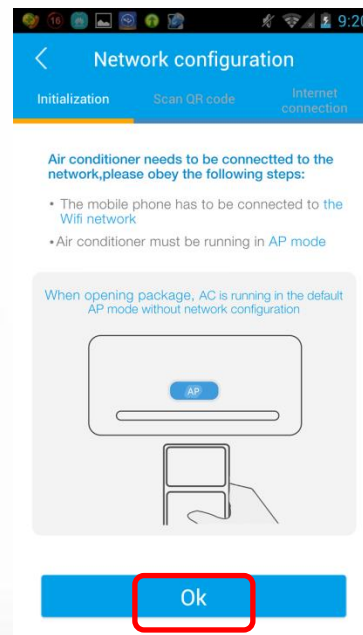 16
9:20
Network configuration
Initialization
Scan QR code
Internet
connection
Air conditioner needs to be connectted to the
network,please obey the following steps:
• The mobile phone has to be connected to the
Wifi network
•Air conditioner must be running in AP mode
When opening package, AC is running in the default
AP mode without network configuration
AP
Ok